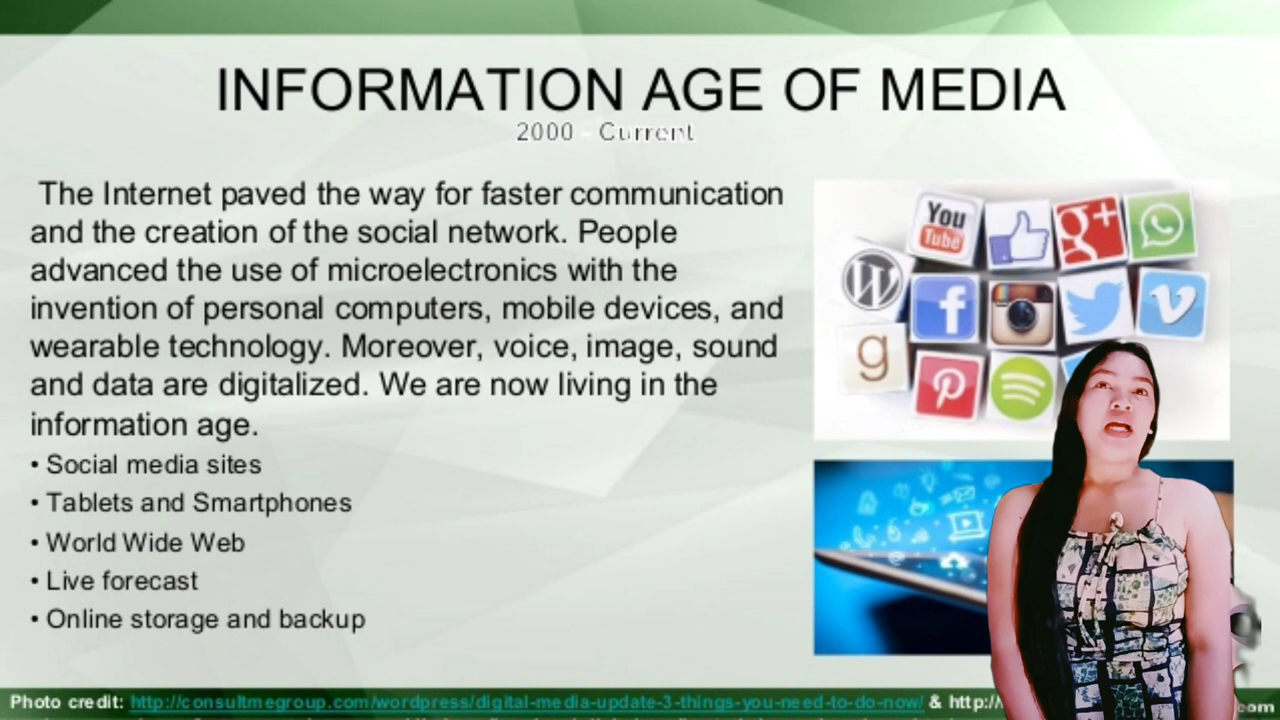 INFORMATION AGE OF MEDIA
2000 - Current
The Internet paved the way for faster communication
and the creation of the social network. People
advanced the use of microelectronics with the
invention of personal computers, mobile devices, and
wearable technology. Moreover, voice, image, sound
and data are digitalized. We are now living in the
information age.
• Social media sites
• Tablets and Smartphones
• World Wide Web
• Live forecast
• Online storage and backup
You
Tube
g+
f
g
Photo credit: http://consultmegroup.com/wordpress/digital-media-update-3-things-you-need-to-do-now/ & http://